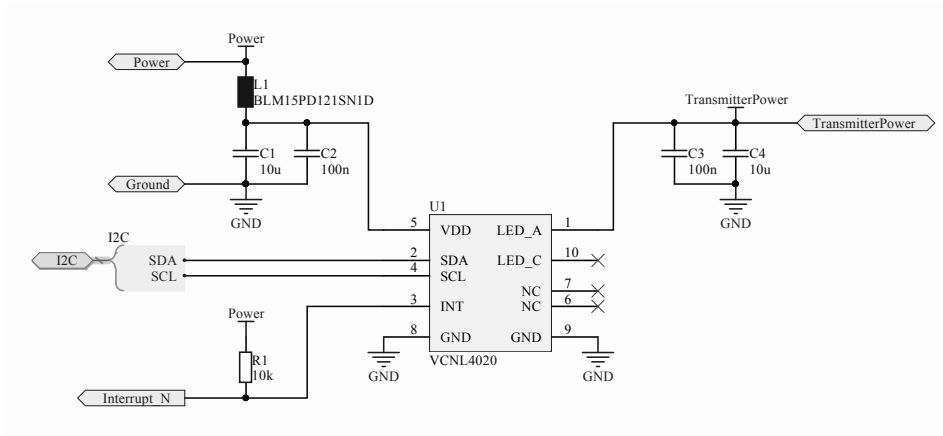 Power
Power
L1
BLM15PD121SN1D
TransmitterPower
TransmitterPower
C1
10u
C2
100n
C3
100n
C4
10u
Ground
GND
GND
U1
5 VDD LED_A 1
I2C
I2C
SDA
SCL
2 SDA LED_C 10
4 SCL
NC 7
3 INT NC 6
Power
8 GND GND 9
VCNL4020
GND
GND
R1
10k
Interrupt_N